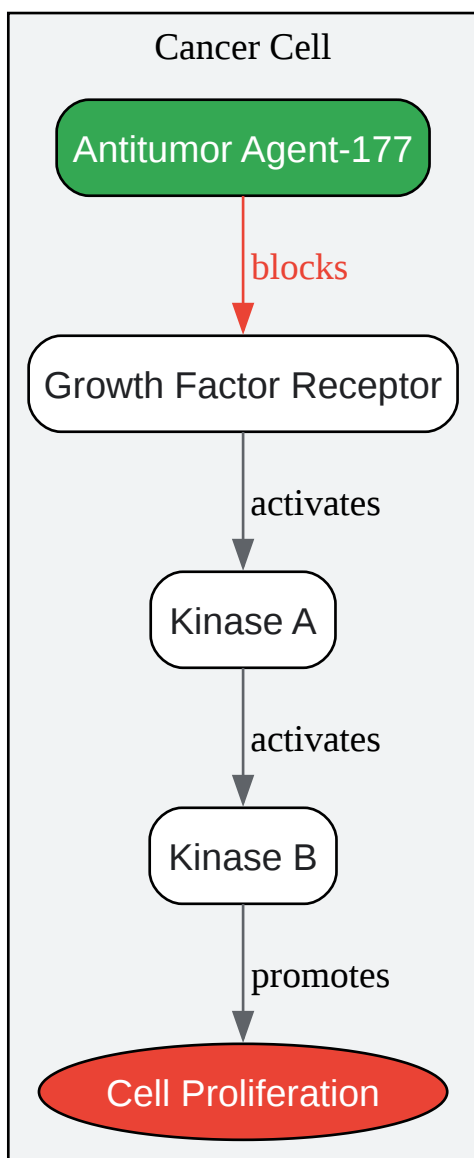 Cancer Cell
Antitumor Agent-177
blocks
Growth Factor Receptor
activates
Kinase A
activates
Kinase B
promotes
Cell Proliferation